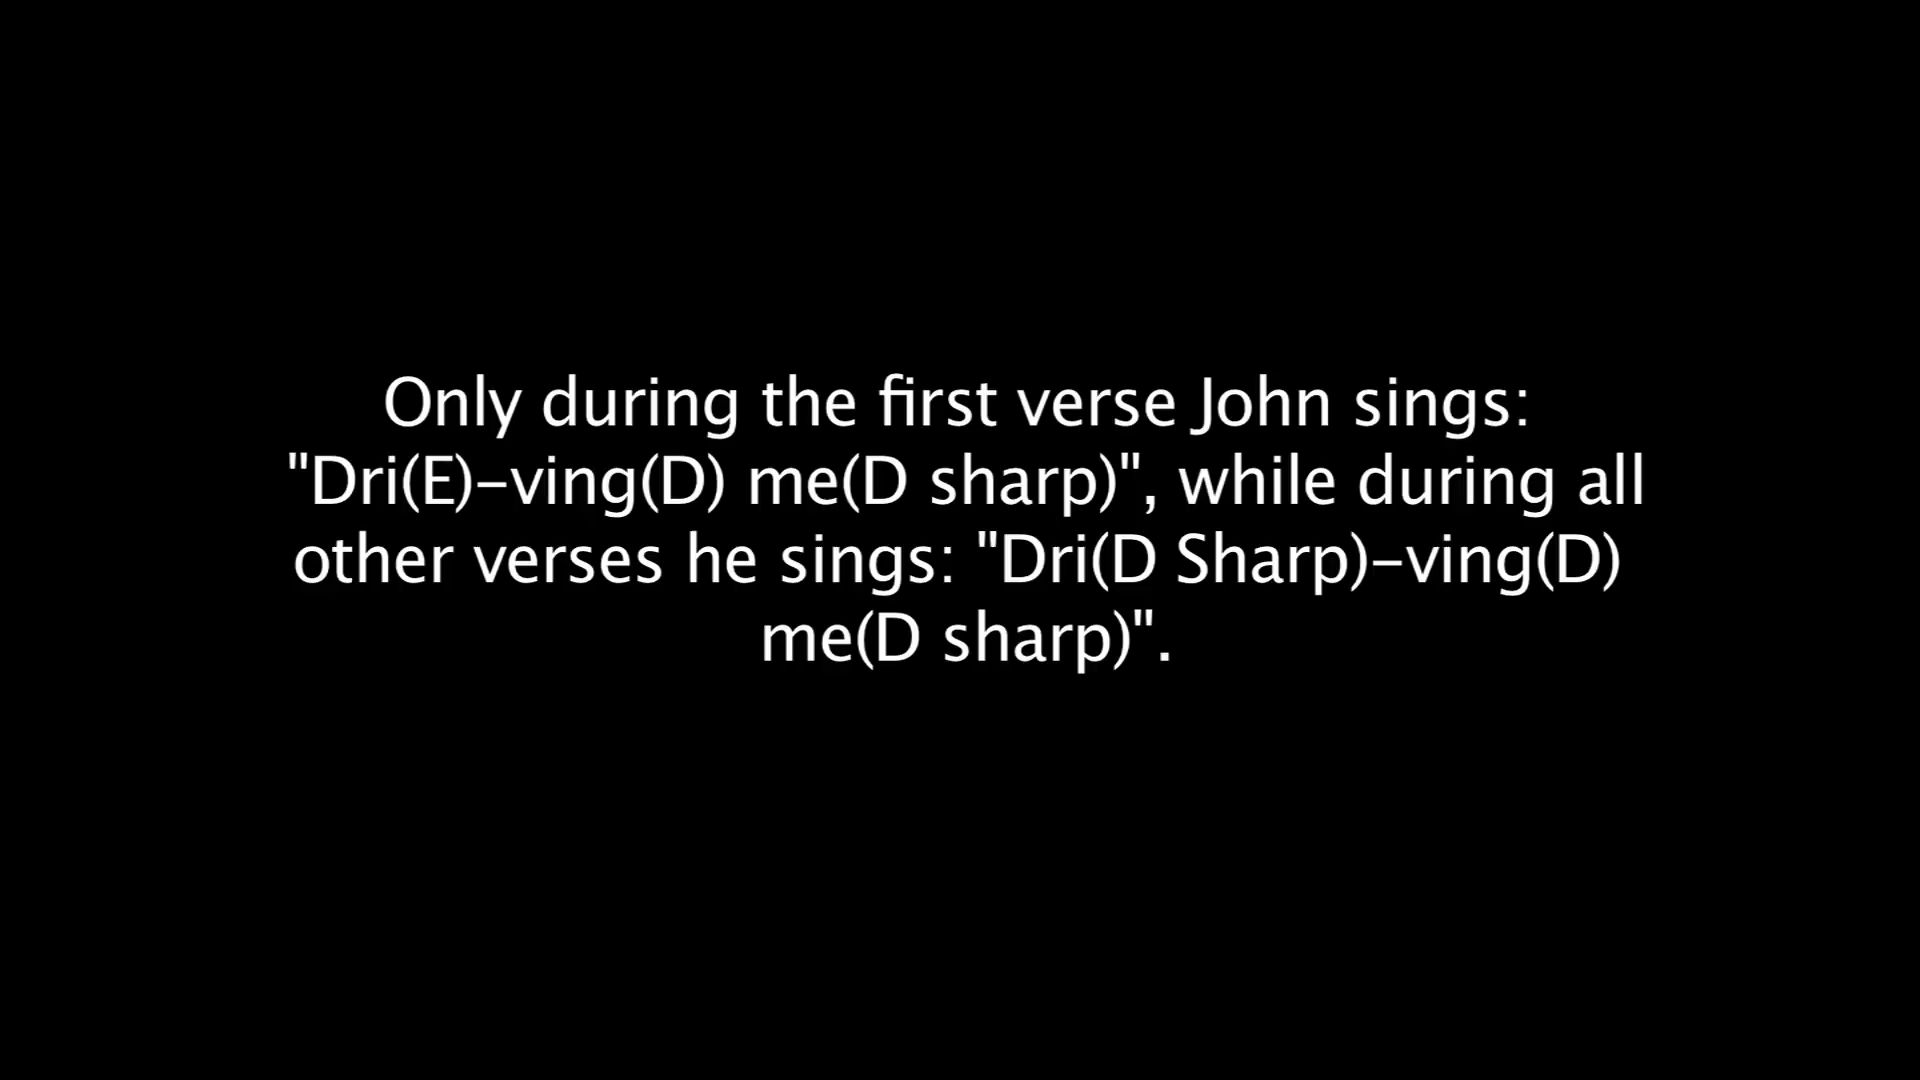 Only during the first verse John sings:
"Dri(E)-ving(D) me(D sharp)", while during all
other verses he sings: "Dri(D Sharp)-ving(D)
me(D sharp)".